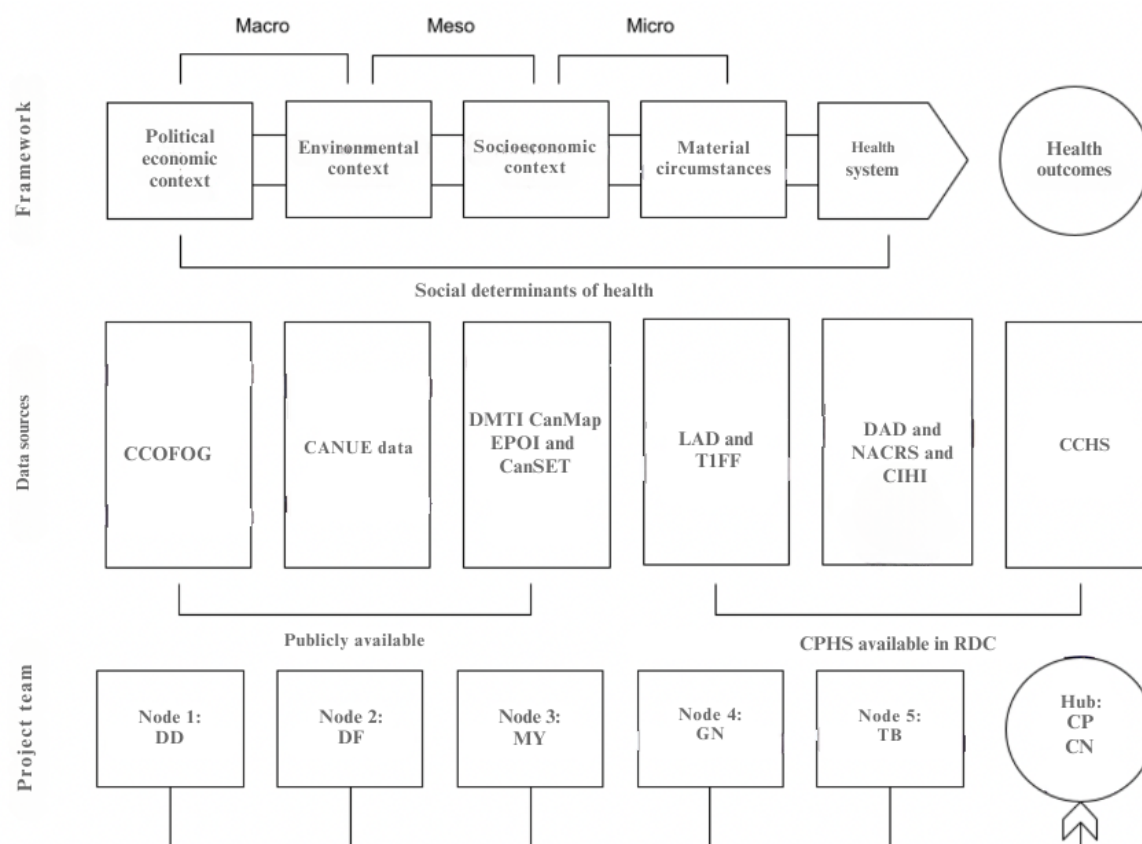 Macro
Meso
Micro
Framework
Political
economic
context
Environmental
context
Socioeconomic
context
Material
circumstances
Health
system
Health
outcomes
Social determinants of health
Data sources
CCOFOG
CANUE data
DMTI CanMap
EPOI and
CanSET
LAD and
T1FF
DAD and
NACRS and
CIHI
CCHS
Publicly available
CPHS available in RDC
Project team
Node 1:
DD
Node 2:
DF
Node 3:
MY
Node 4:
GN
Node 5:
TB
Hub:
CP
CN